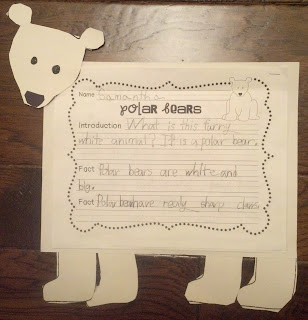 Name Samantha
POLAR BEARS
Introduction What is this funny
white animal? It is a polar bear.
Fact Polar bears are white and
big.
Fact Polar bears have really sharp claws